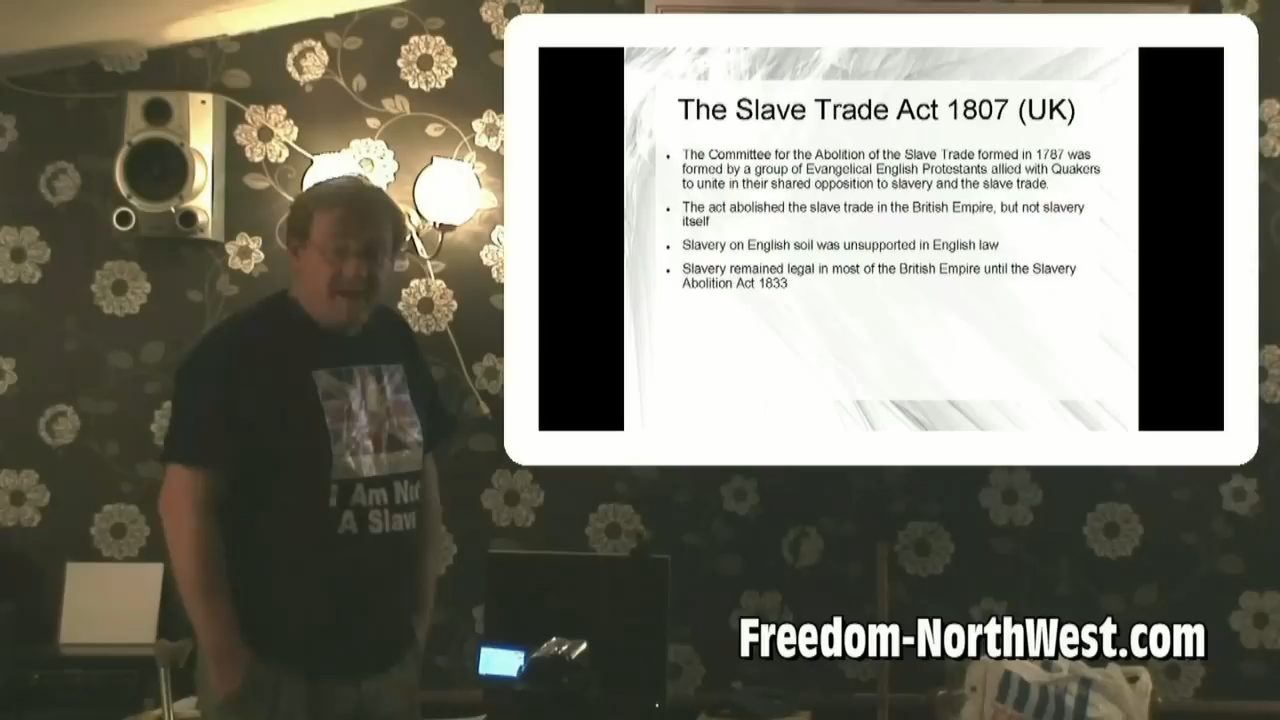 The Slave Trade Act 1807 (UK)
The Committee for the Abolition of the Slave Trade formed in 1787 was
formed by a group of Evangelical English Protestants allied with Quakers
to unite in their shared opposition to slavery and the slave trade.
The act abolished the slave trade in the British Empire, but not slavery
itself
Slavery on English soil was unsupported in English law
Slavery remained legal in most of the British Empire until the Slavery
Abolition Act 1833
I Am Not
A Slave
Freedom-NorthWest.com